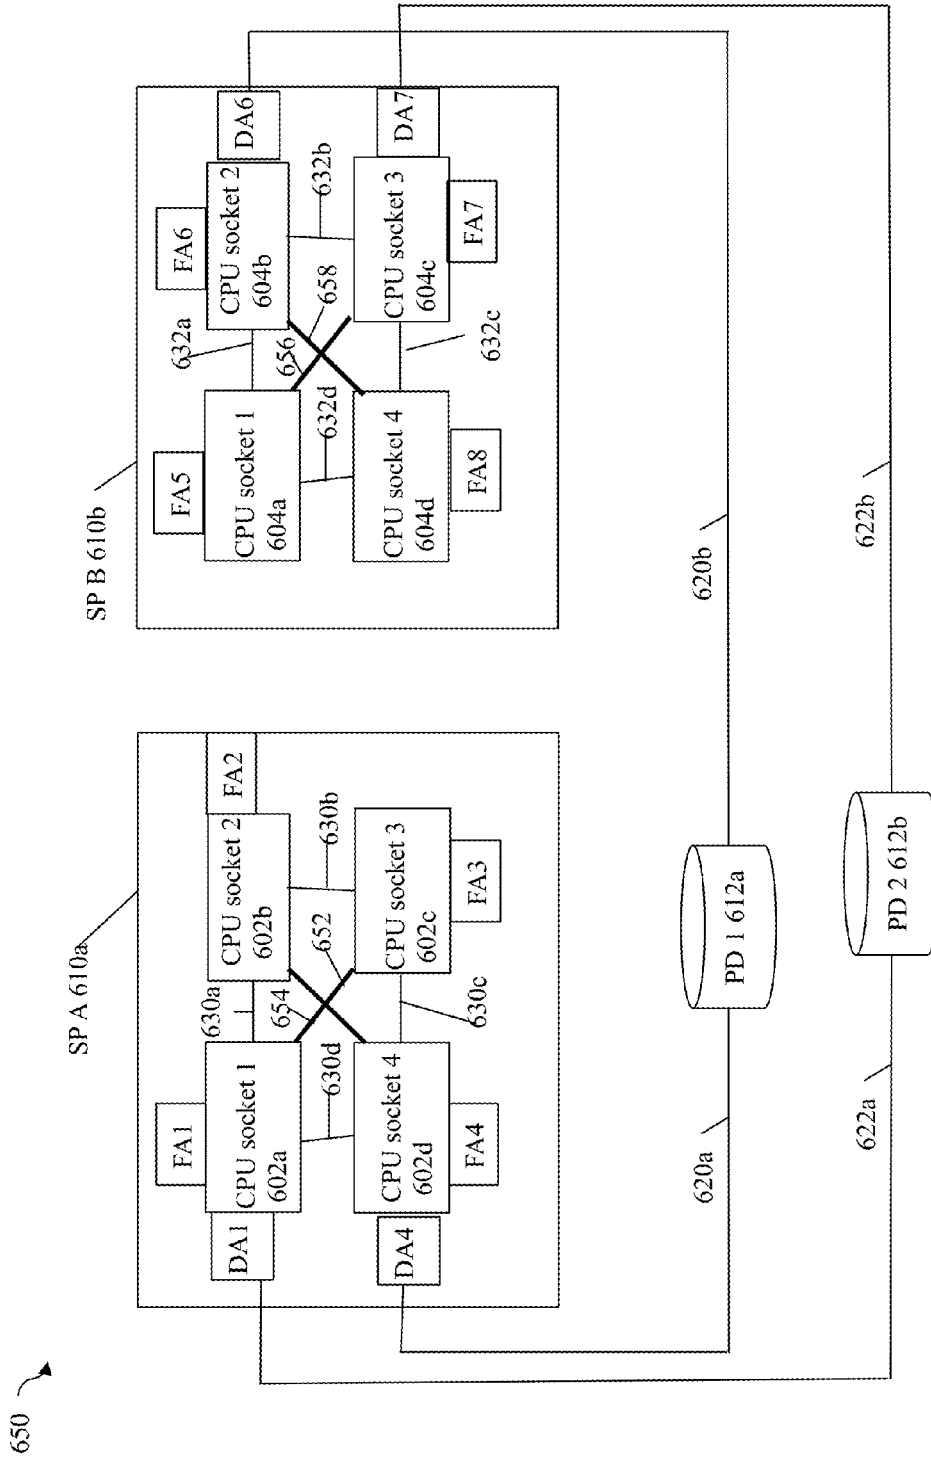 650
SP A 610a
SP B 610b
FA1
DA1
CPU socket 1
602a
630a
CPU socket 2
602b
FA2
654
652
630d
630b
DA4
CPU socket 4
602d
FA4
630c
CPU socket 3
602c
FA3
FA5
CPU socket 1
604a
632a
FA6
CPU socket 2
604b
DA6
656
658
632d
632b
CPU socket 4
604d
FA8
632c
CPU socket 3
604c
FA7
DA7
620a
PD 1 612a
620b
622a
PD 2 612b
622b